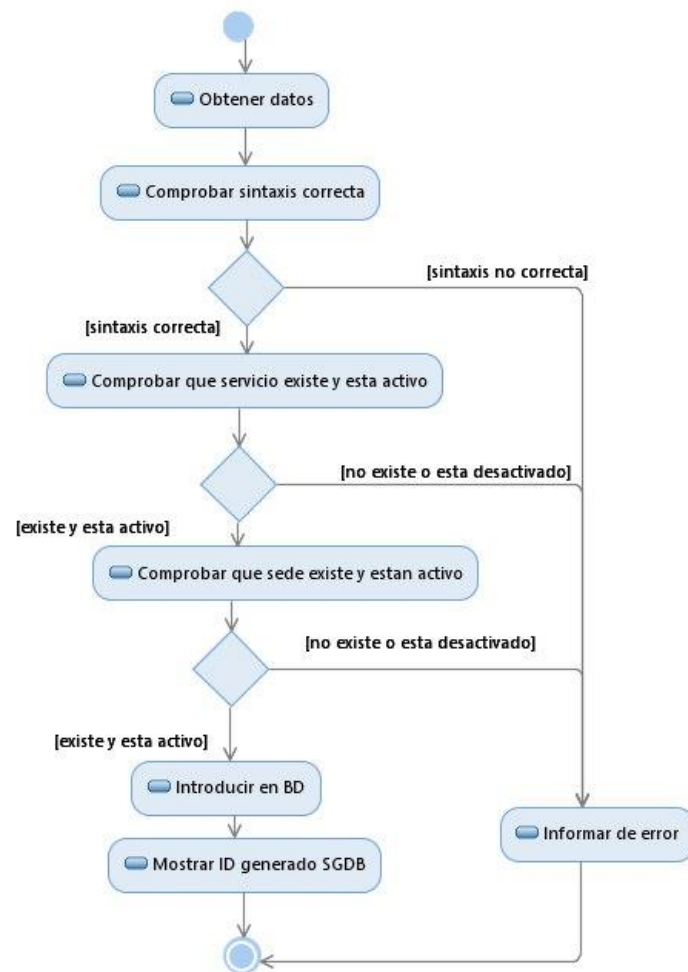 Obtener datos
Comprobar sintaxis correcta
[sintaxis no correcta]
[sintaxis correcta]
Comprobar que servicio existe y esta activo
[no existe o esta desactivado]
[existe y esta activo]
Comprobar que sede existe y estan activo
[no existe o esta desactivado]
[existe y esta activo]
Introducir en BD
Informar de error
Mostrar ID generado SGDB